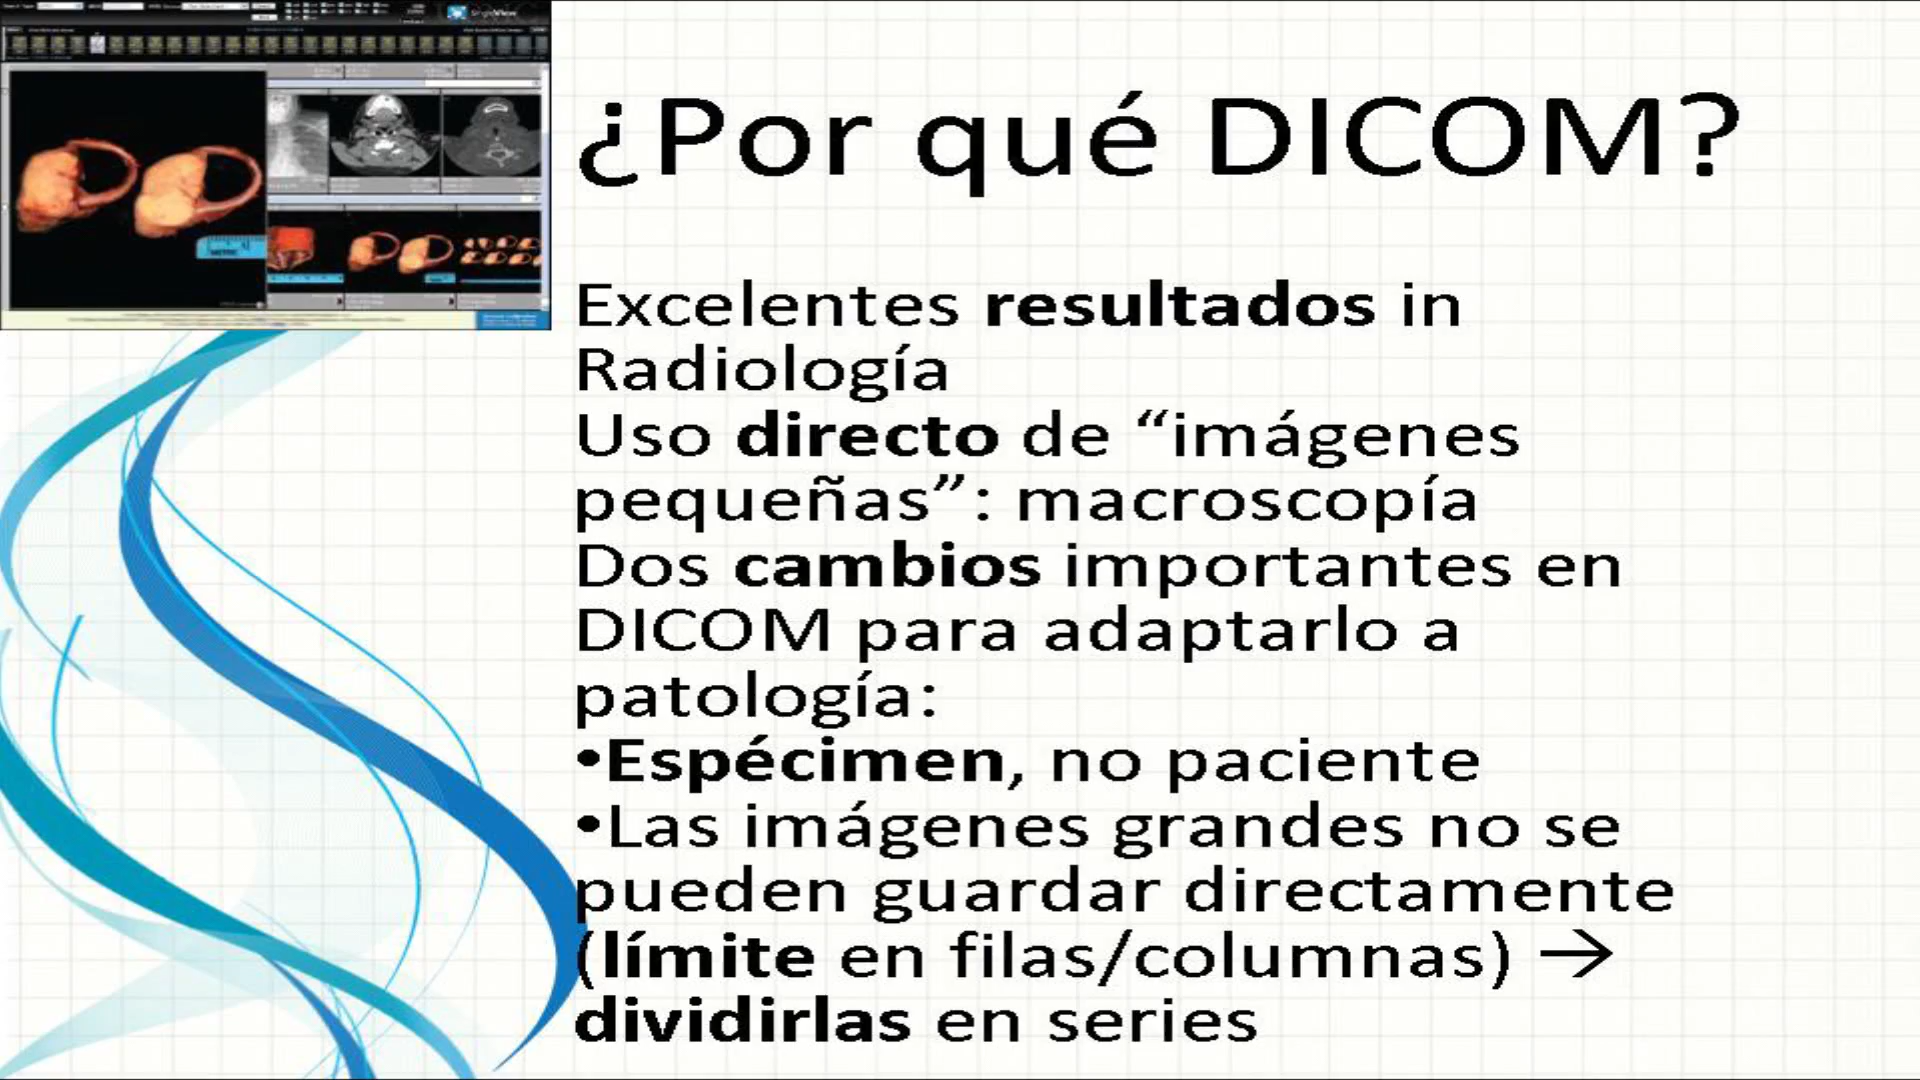 ¿Por qué DICOM?
Excelentes resultados in
Radiología
Uso directo de “imágenes
pequeñas”: macroscopía
Dos cambios importantes en
DICOM para adaptarlo a
patología:
•Espécimen, no paciente
•Las imágenes grandes no se
pueden guardar directamente
(límite en filas/columnas) →
dividirlas en series